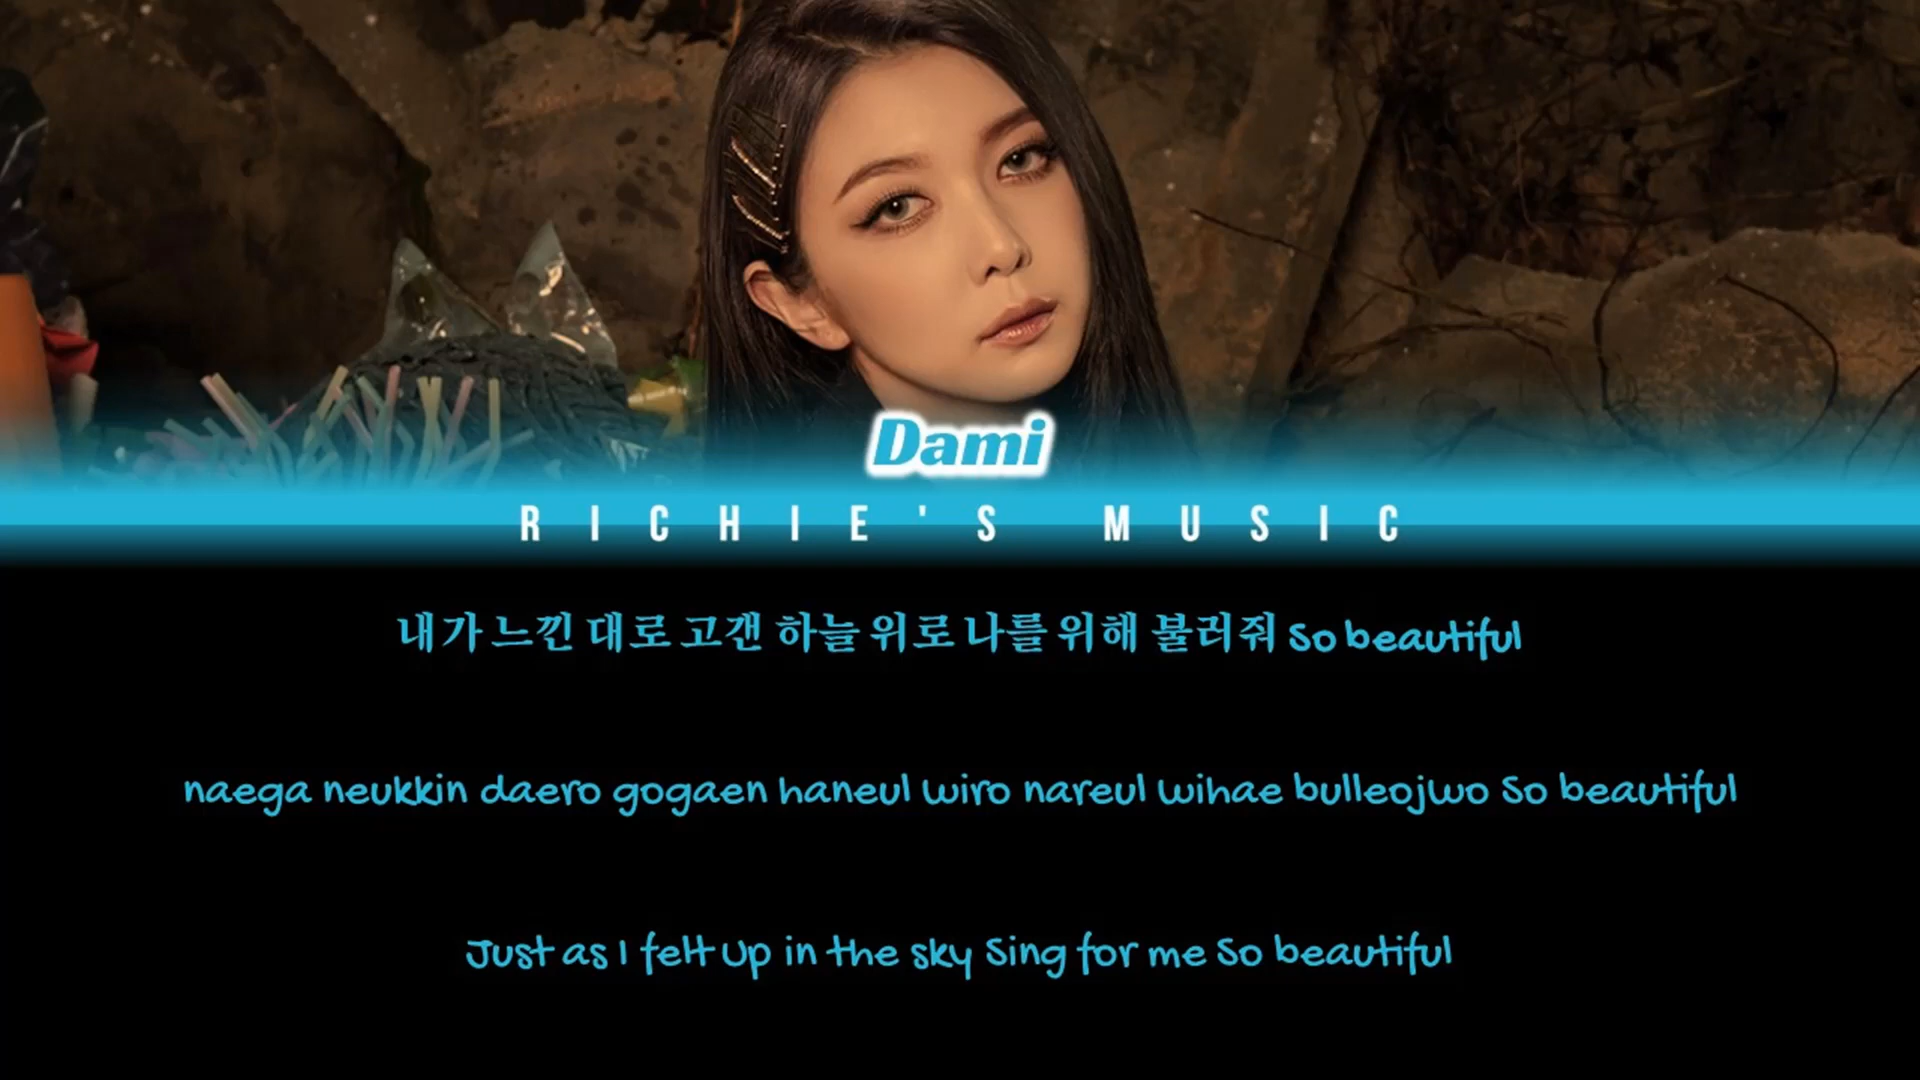 Dami
RICHIE'S MUSIC
내가 느낀 대로 고갠 하늘 위로 나를 위해 불러줘 So beautiful
naega neukkin daero gogaen haneul wiro nareul wihae bulleojwo So beautiful
Just as I felt Up in the sky Sing for me So beautiful